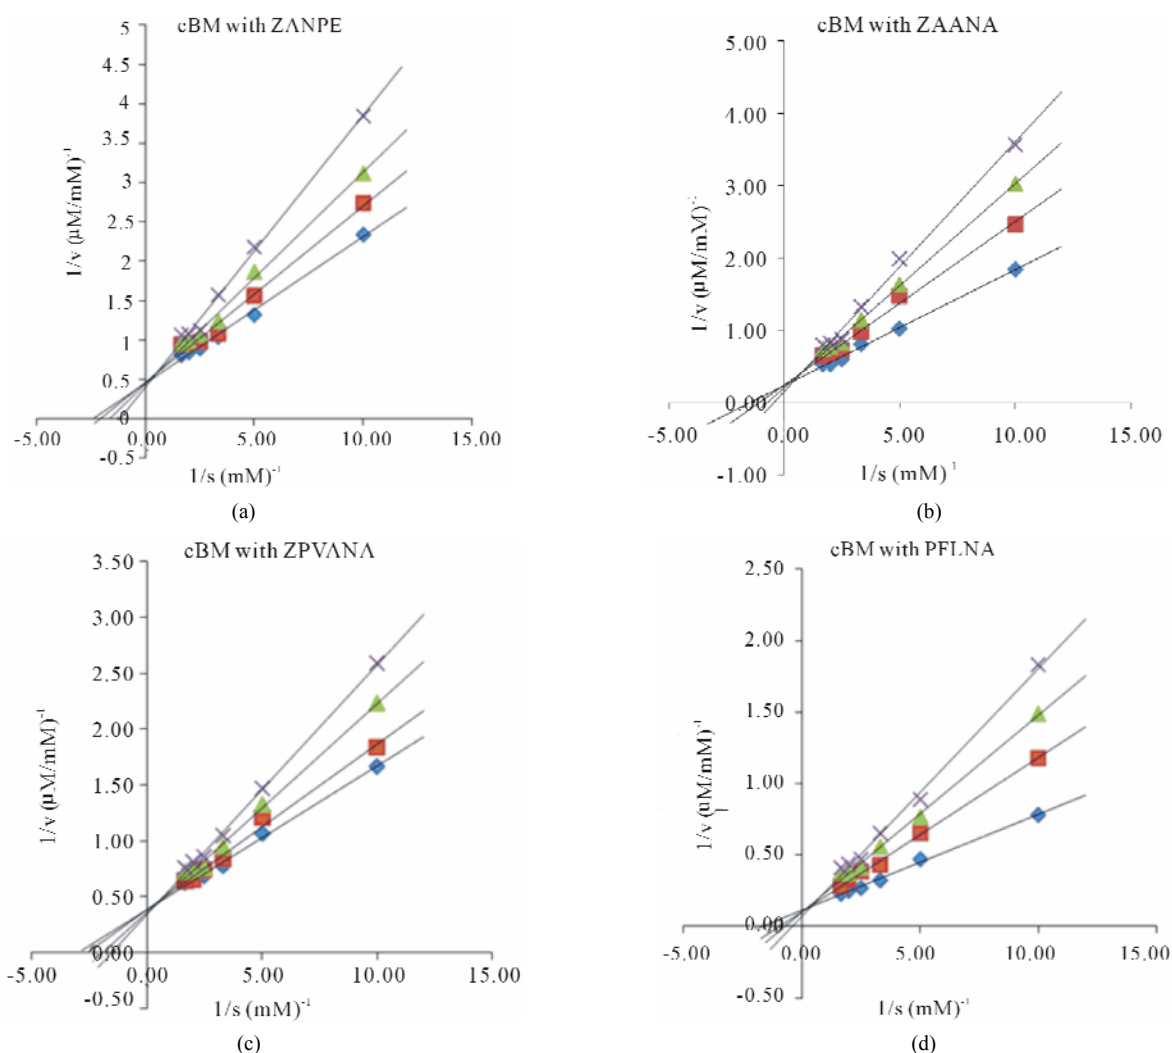 cBM with ZΛNPE
5
4.5
4
3.5
3
2.5
2
1.5
1
0.5
0
-0.5
-5.00 0.00 5.00 10.00 15.00
1/v (µM/mM)⁻¹
1/s (mM)⁻¹
(a)
cBM with ZAANA
5.00
4.00
3.00
2.00
1.00
0.00
-1.00
-5.00 0.00 5.00 10.00 15.00
1/v (µM/mM)⁻
1/s (mM)⁻¹
(b)
cBM with ZPVΛNΛ
3.50
3.00
2.50
2.00
1.50
1.00
0.50
0.00
-0.50
-5.00 0.00 5.00 10.00 15.00
1/v (µM/mM)⁻¹
1/s (mM)⁻¹
(c)
cBM with PFLNA
2.50
2.00
1.50
1.00
0.50
0.00
-0.50
-5.00 0.00 5.00 10.00 15.00
1/v (µM/mM)⁻¹
1/s (mM)⁻¹
(d)